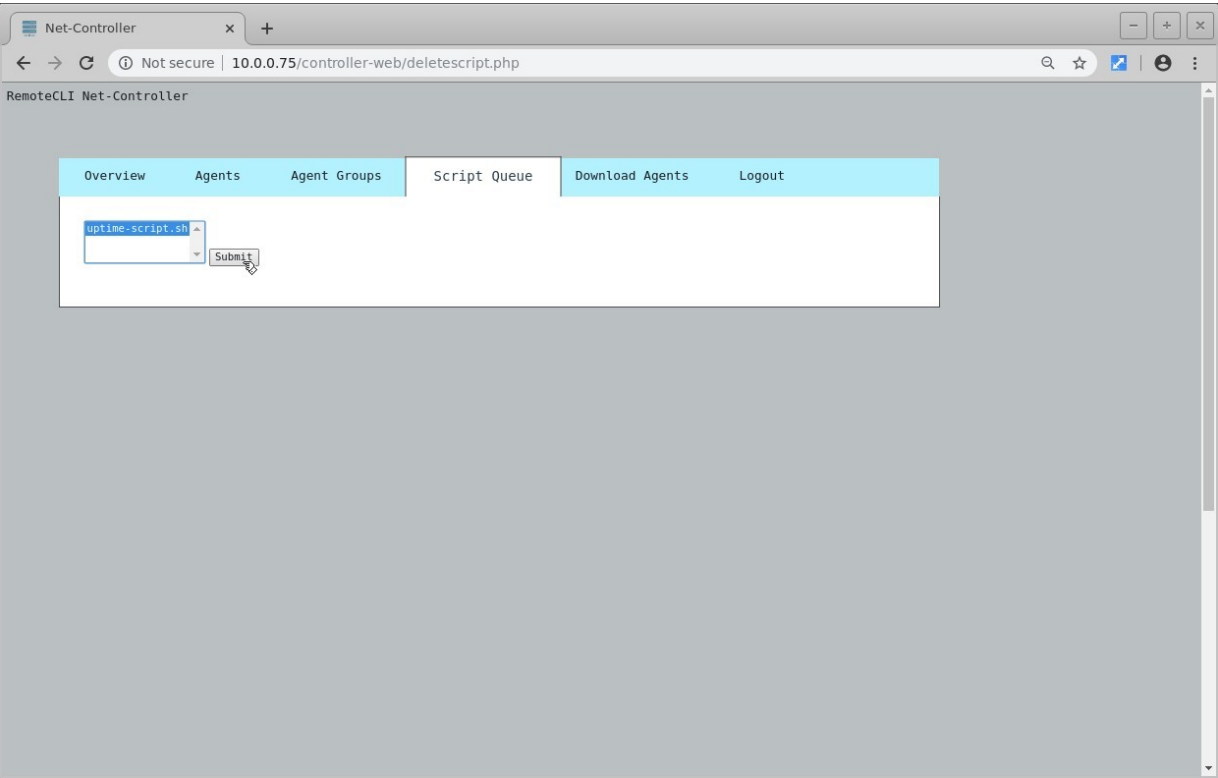 Net-Controller
Not secure 10.0.0.75/controller-web/deletescript.php
RemoteCLI Net-Controller
Overview Agents Agent Groups Script Queue Download Agents Logout
uptime-script.sh
Submit